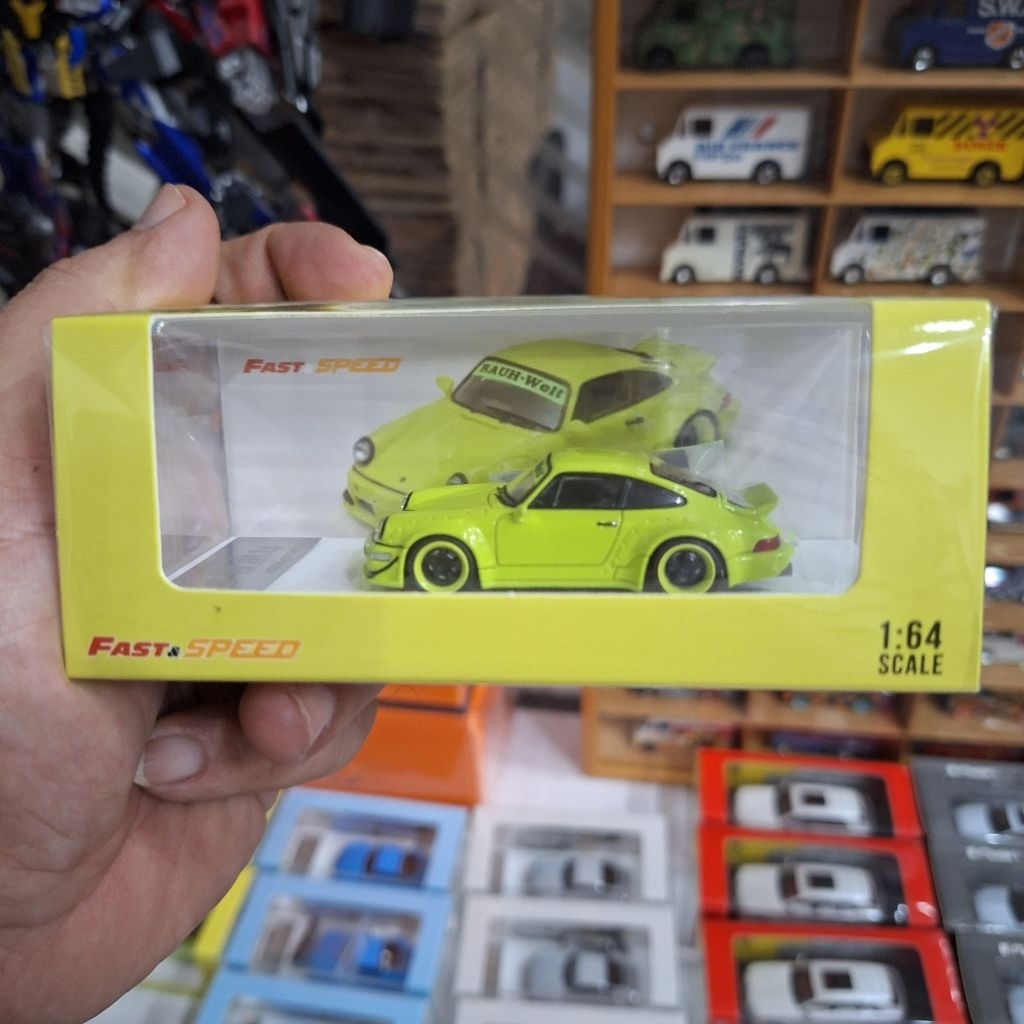 S.W.
FAST SPEED
RAUH-Welt
FAST & SPEED
1:64
SCALE